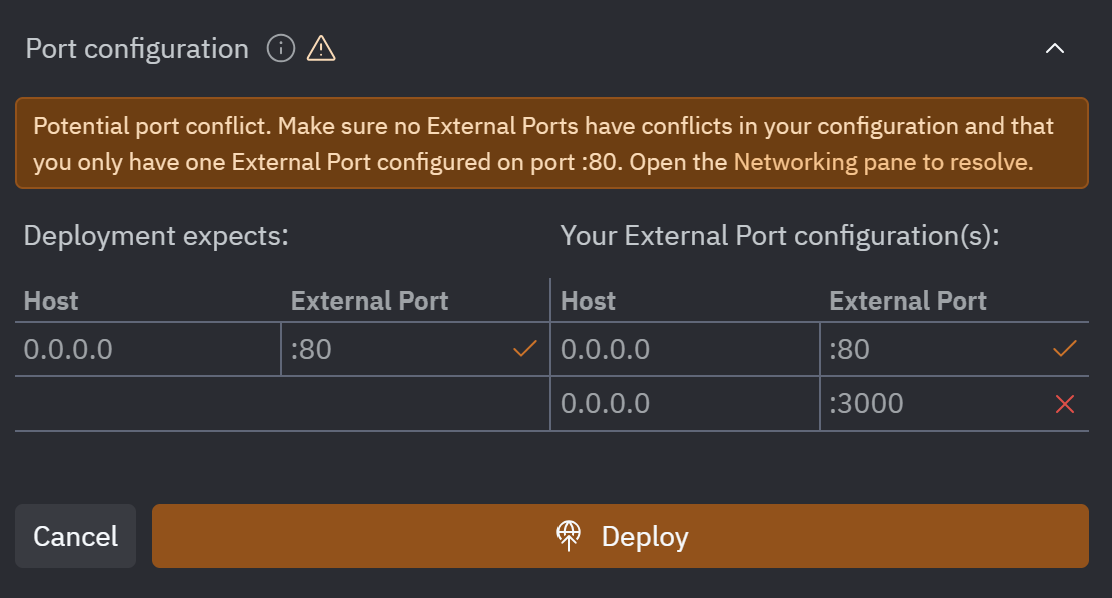 Port configuration
Potential port conflict. Make sure no External Ports have conflicts in your configuration and that
you only have one External Port configured on port :80. Open the Networking pane to resolve.
Deployment expects:
Your External Port configuration(s):
Host External Port Host External Port
0.0.0.0 :80 0.0.0.0 :80
0.0.0.0 :3000
Cancel
Deploy